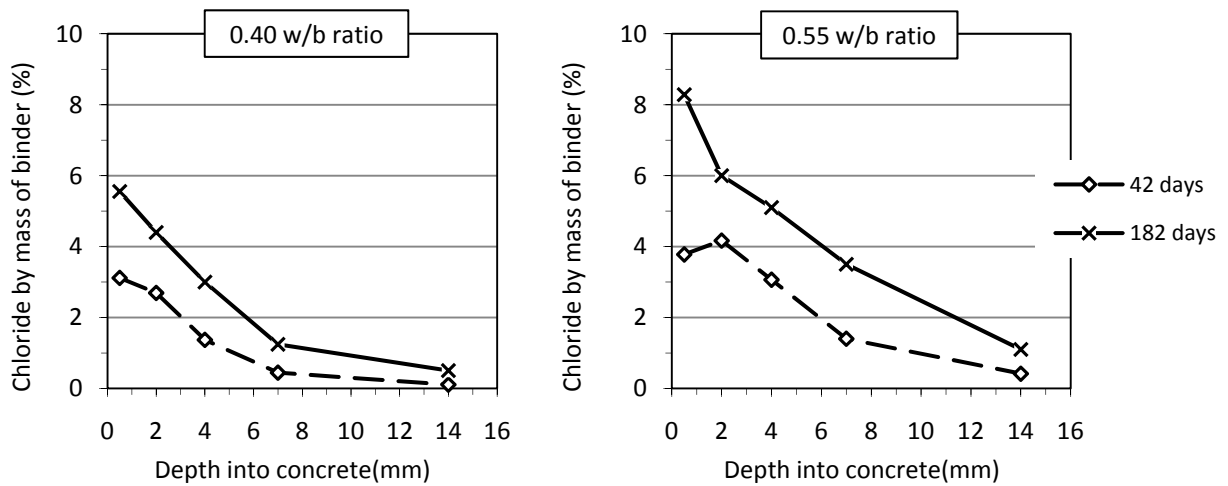 0.40 w/b ratio
Chloride by mass of binder (%)
10
8
6
4
2
0
0 2 4 6 8 10 12 14 16
Depth into concrete(mm)
0.55 w/b ratio
Chloride by mass of binder (%)
10
8
6
4
2
0
0 2 4 6 8 10 12 14 16
Depth into concrete(mm)
42 days
182 days